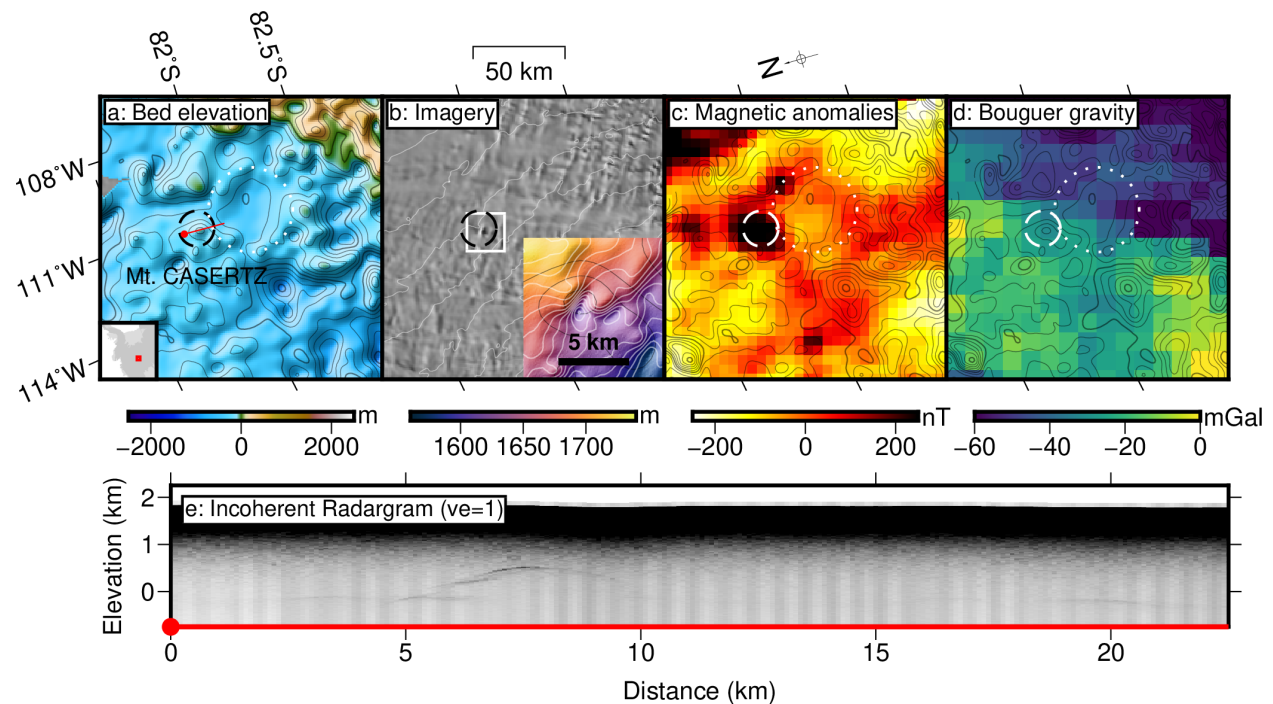 82°S
82.5°S
50 km
N
a: Bed elevation
b: Imagery
c: Magnetic anomalies
d: Bouguer gravity
108°W
111°W
114°W
Mt. CASERTZ
5 km
−2000 0 2000 m
1600 1650 1700 m
−200 0 200 nT
−60 −40 −20 0 mGal
e: Incoherent Radargram (ve=1)
Elevation (km)
2
1
0
0 5 10 15 20
Distance (km)